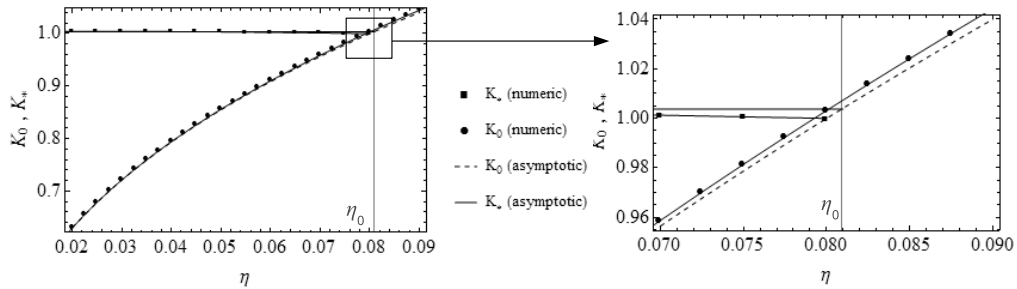 K₀ , K∗
1.0
0.9
0.8
0.7
0.02 0.03 0.04 0.05 0.06 0.07 0.08 0.09
η
η₀
K∗ (numeric)
K₀ (numeric)
K₀ (asymptotic)
K∗ (asymptotic)
K₀ , K∗
1.04
1.02
1.00
0.98
0.96
0.070 0.075 0.080 0.085 0.090
η
η₀